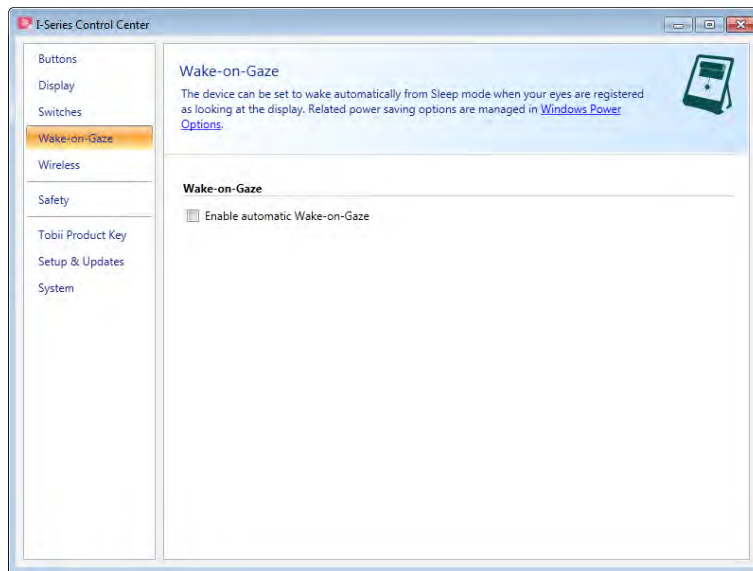 I-Series Control Center
Buttons
Display
Switches
Wake-on-Gaze
Wireless
Safety
Tobii Product Key
Setup & Updates
System
Wake-on-Gaze
The device can be set to wake automatically from Sleep mode when your eyes are registered
as looking at the display. Related power saving options are managed in Windows Power
Options.
Wake-on-Gaze
Enable automatic Wake-on-Gaze